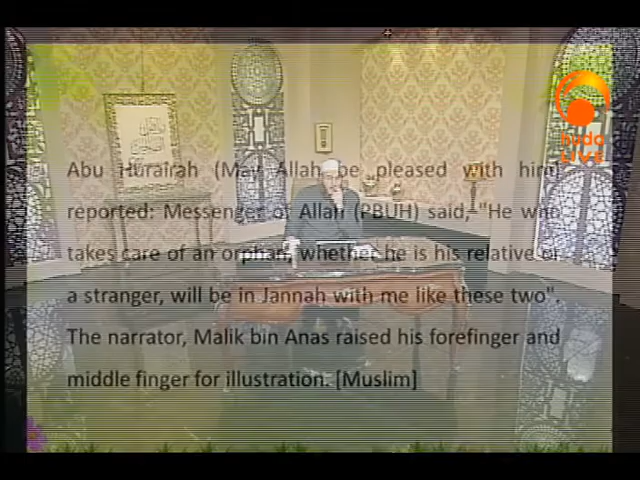 huda
LIVE
Abu Hurairah (May Allah be pleased with him)
reported: Messenger of Allah (PBUH) said, "He who
takes care of an orphan, whether he is his relative or
a stranger, will be in Jannah with me like these two".
The narrator, Malik bin Anas raised his forefinger and
middle finger for illustration. [Muslim]